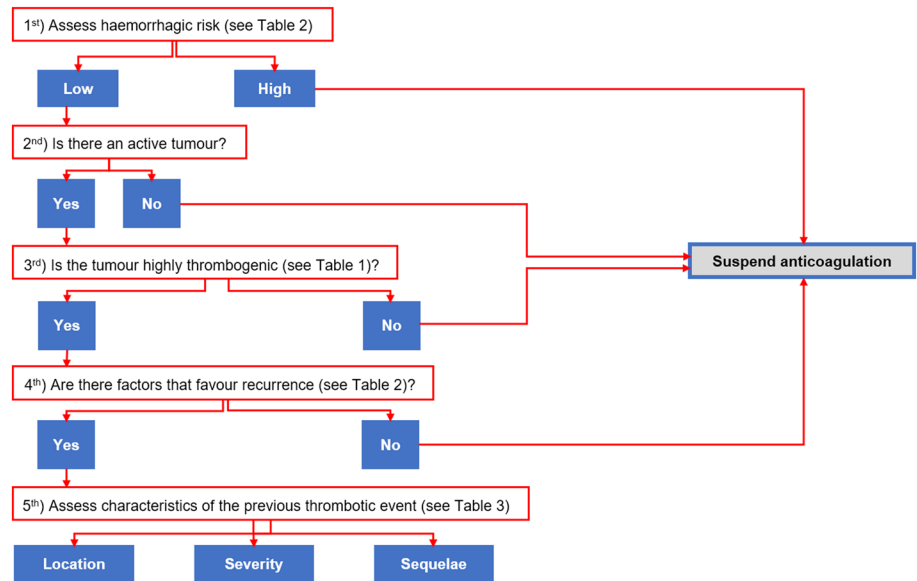 1st) Assess haemorrhagic risk (see Table 2)
Low
High
2nd) Is there an active tumour?
Yes
No
3rd) Is the tumour highly thrombogenic (see Table 1)?
Suspend anticoagulation
Yes
No
4th) Are there factors that favour recurrence (see Table 2)?
Yes
No
5th) Assess characteristics of the previous thrombotic event (see Table 3)
Location
Severity
Sequelae